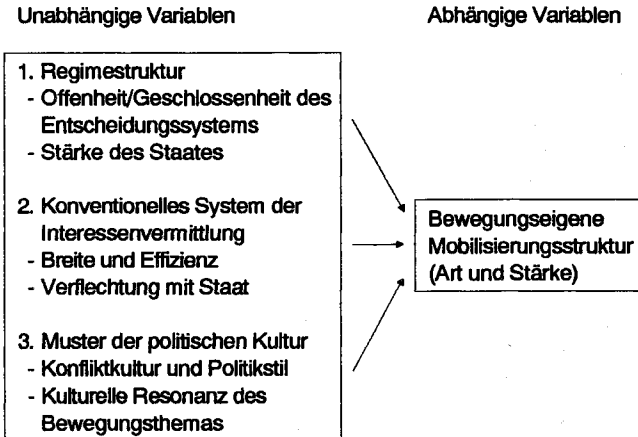 Unabhängige Variablen
Abhängige Variablen
1. Regimestruktur
- Offenheit/Geschlossenheit des
Entscheidungssystems
- Stärke des Staates
2. Konventionelles System der
Interessenvermittlung
- Breite und Effizienz
- Verflechtung mit Staat
3. Muster der politischen Kultur
- Konfliktkultur und Politikstil
- Kulturelle Resonanz des
Bewegungsthemas
Bewegungseigene
Mobilisierungsstruktur
(Art und Stärke)